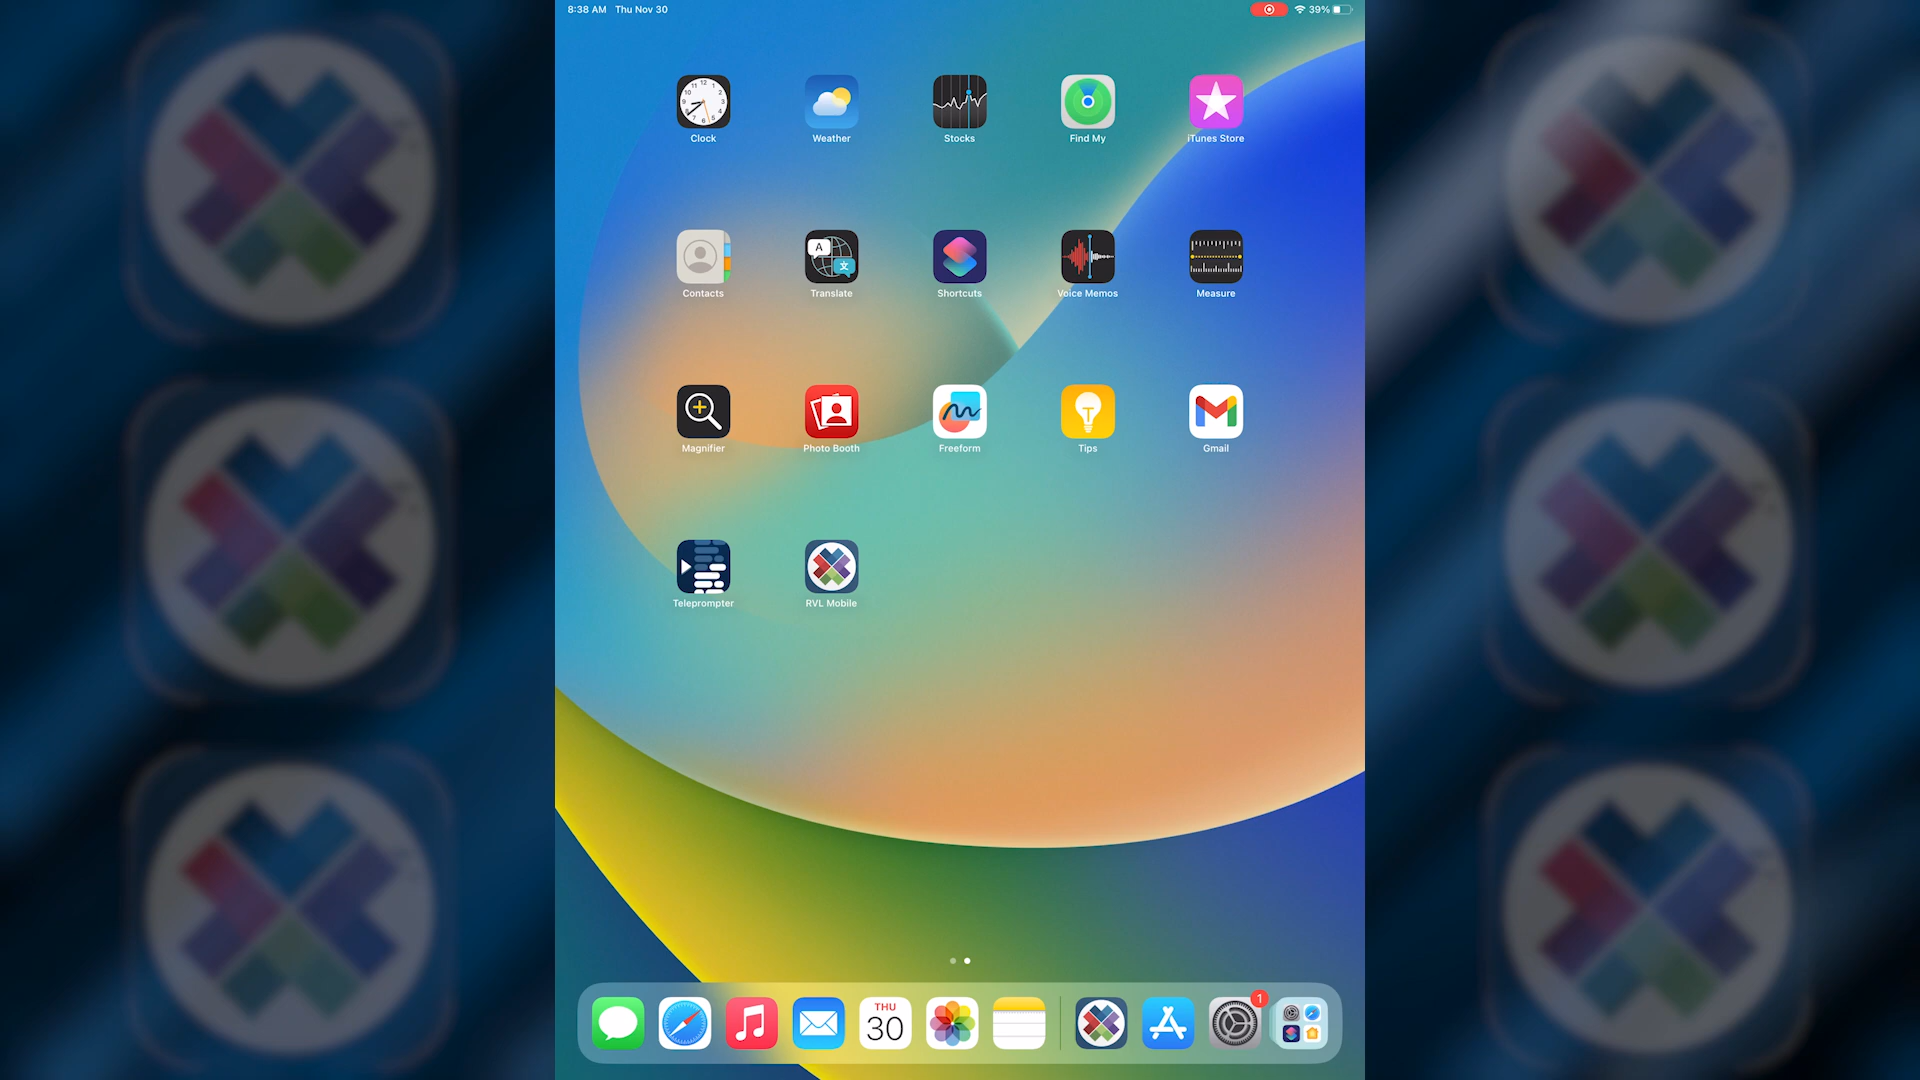 8:38 AM Thu Nov 30
39%
Clock
Weather
Stocks
Find My
iTunes Store
Contacts
Translate
Shortcuts
Voice Memos
Measure
Magnifier
Photo Booth
Freeform
Tips
Gmail
Teleprompter
RVL Mobile
THU
30
1